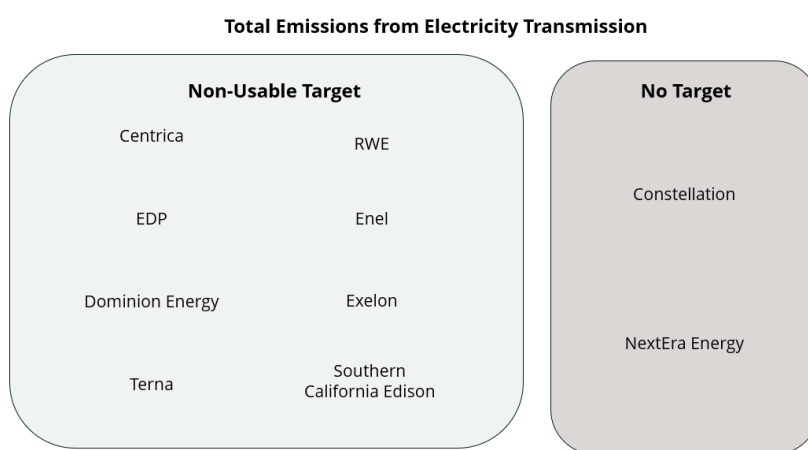 Total Emissions from Electricity Transmission
Non-Usable Target
Centrica
RWE
EDP
Enel
Dominion Energy
Exelon
Terna
Southern
California Edison
No Target
Constellation
NextEra Energy